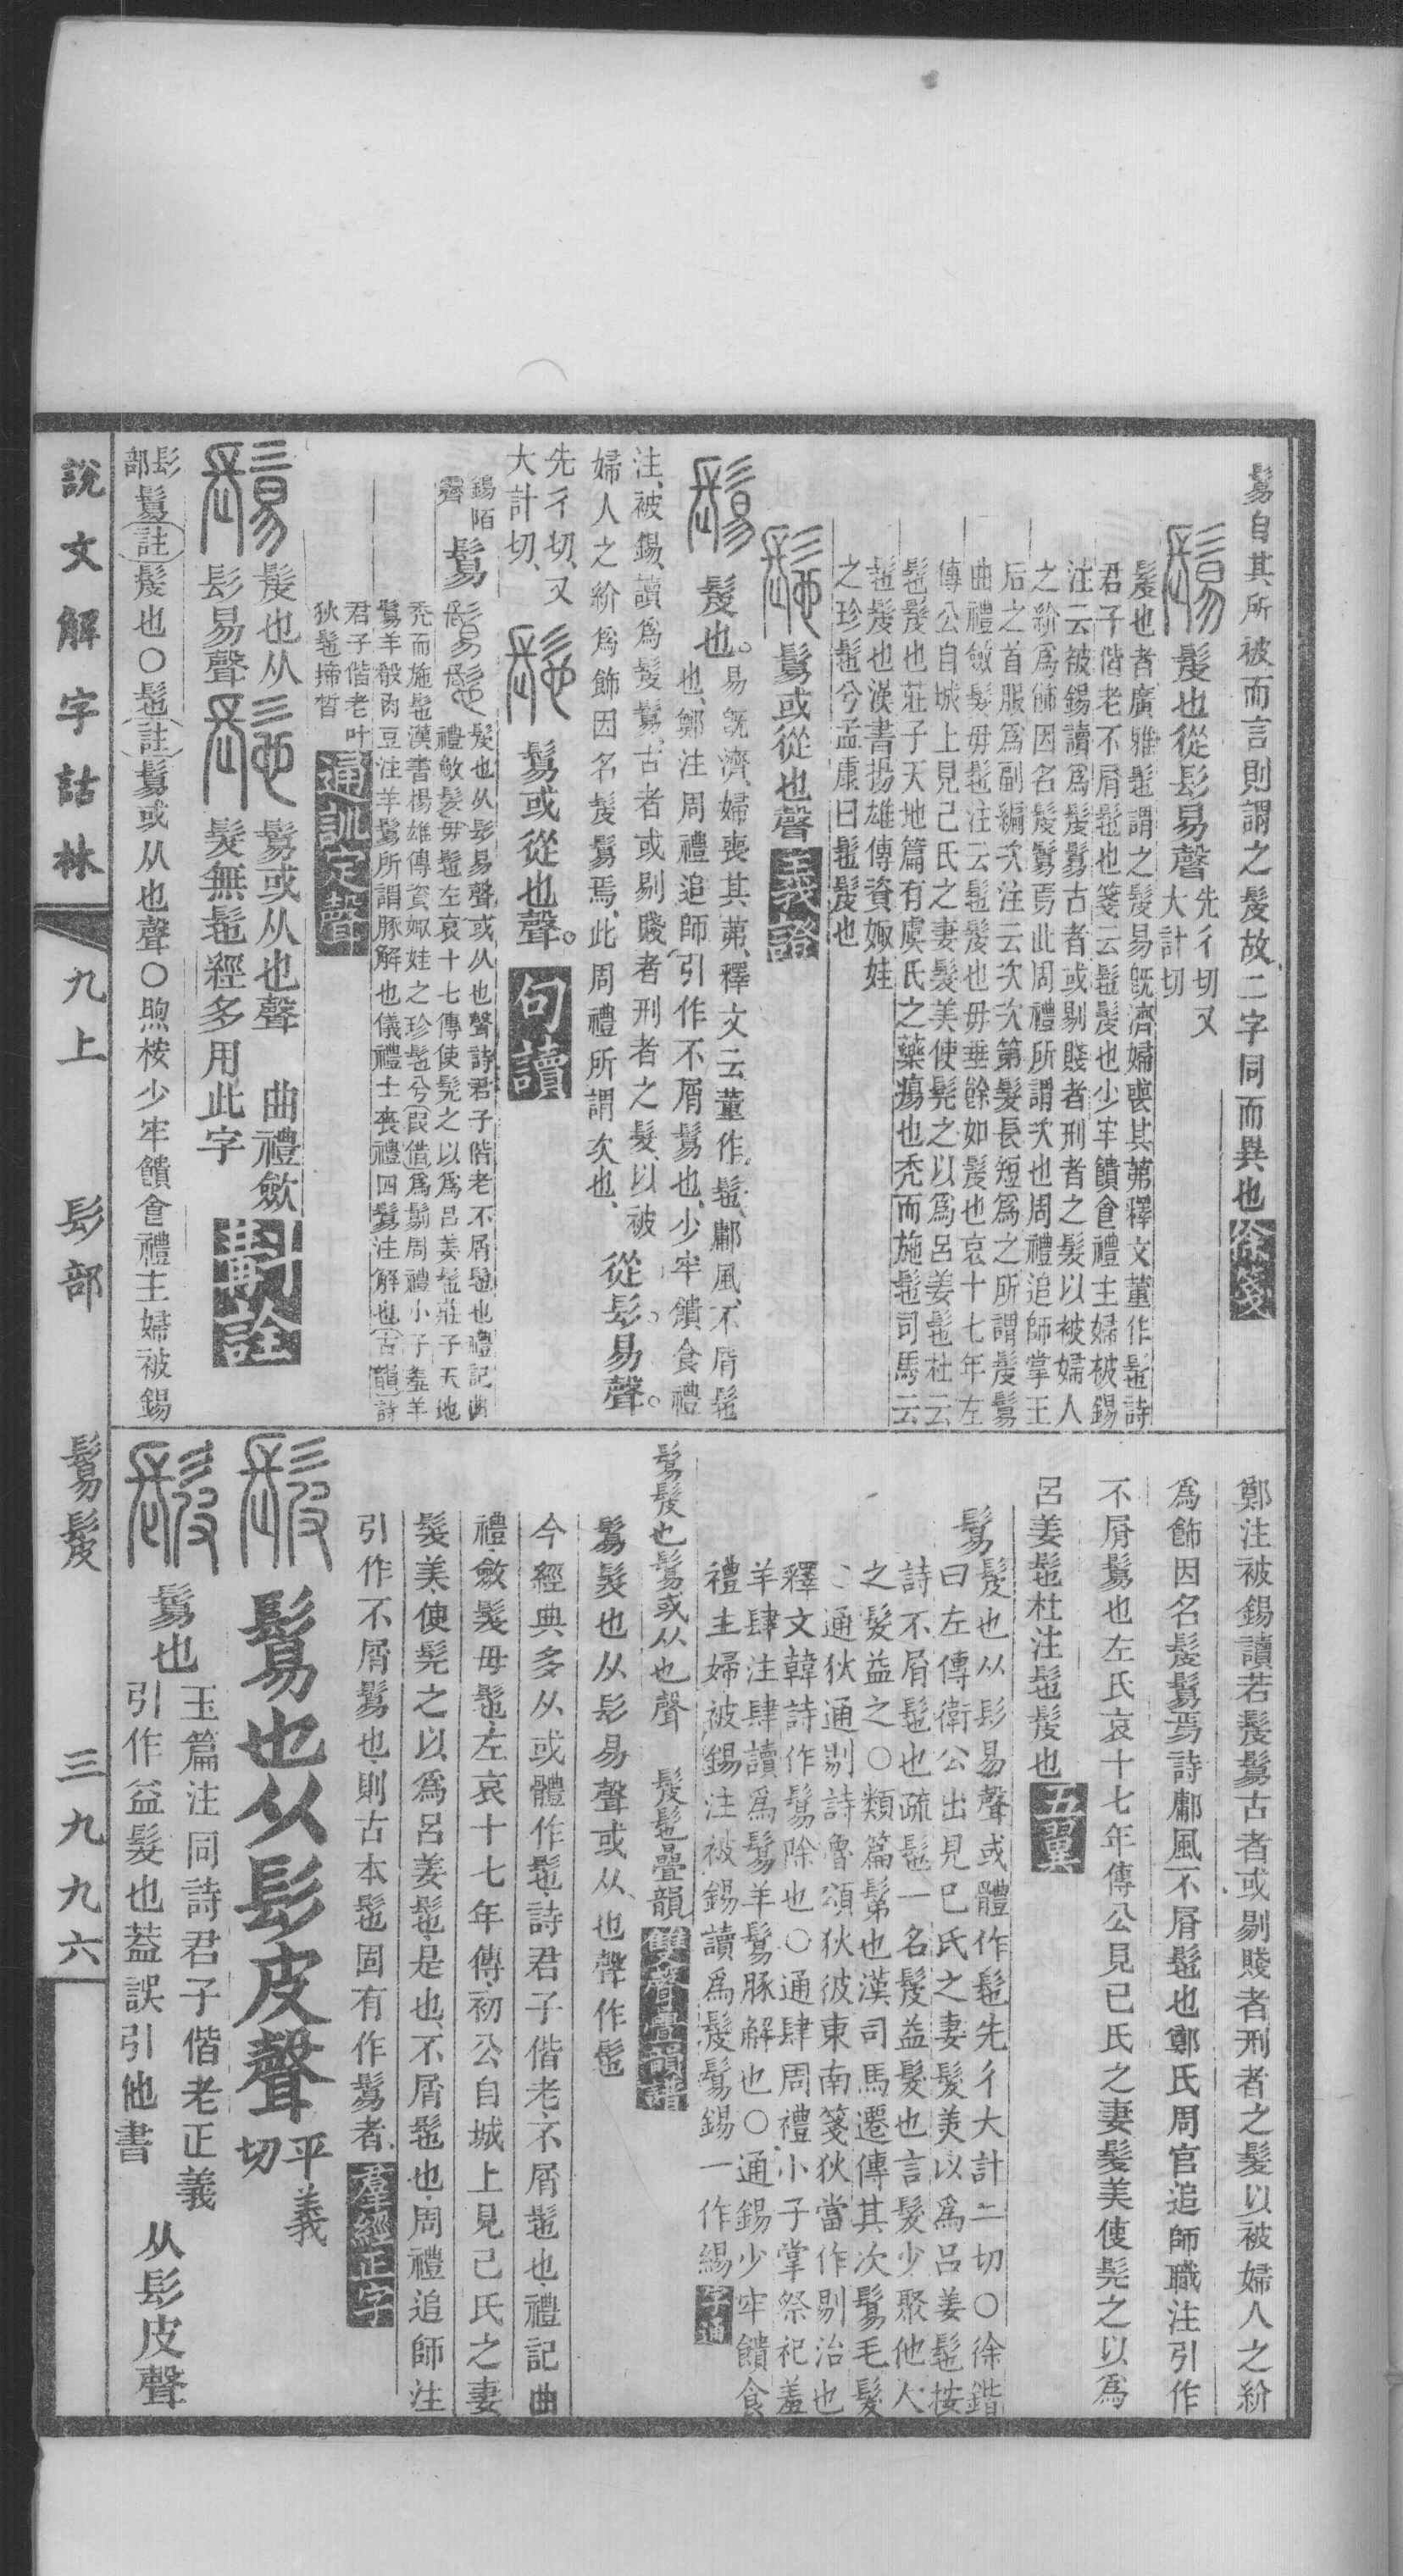 鬄自其所被而言則謂之髲故二字同而異也 徐箋
髲也從髟易聲 先彳切又
大計切
髲也者廣雅髢謂之髲易旣濟婦喪其茀釋文董作髢詩
君子偕老不屑髢也箋云髢髲也少牢饋食禮主婦被錫
注云被錫讀爲髲鬄古者或剔賤者刑者之髮以被婦人
之紒爲飾因名髲鬄焉此周禮所謂次也周禮追師掌王
后之首服爲副編次注云次次第髮長短爲之所謂髲鬄
曲禮斂髮毋髢注云髢髲也毋垂餘如髲也哀十七年左
傳公自城上見己氏之妻髮美使髡之以爲呂姜髢杜云
髢髲也莊子天地篇有虞氏之藥瘍也禿而施髢司馬云
髢髲也漢書揚雄傳資娵娃
之珍髢兮孟康曰髢髲也
鬄或從也聲 義證
髲也。易旣濟、婦喪其茀、釋文云董作髢、鄘風、不屑髢
也、鄭注周禮追師引作不屑鬄也、少牢饋食禮
注、被錫、讀爲髲鬄、古者或剔賤者刑者之髮、以被
婦人之紒爲飾因名髲鬄焉、此周禮所謂次也、 從髟。易聲。
先彳切、又
大計切、
鬄或從也聲。 句讀
錫陌
霽
鬄 髲也从髟易聲或从也聲詩君子偕老不屑髢也禮記曲
禮斂髮毋髢左哀十七傳使髡之以爲呂姜髢莊子天地
禿而施髢漢書楊雄傳資娵娃之珍髢兮(叚借)爲鬀周禮小子羞羊
鬄羊殽肉豆注羊鬄所謂豚解也儀禮士喪禮四鬄注解也(古韻)詩
君子偕老叶
狄髢揥晳
通訓定聲
髲也从
髟易聲
鬄或从也聲 曲禮斂
髮無髢經多用此字 斠詮
髟部 鬄(註)髲也○髢(註)鬄或从也聲○煦桉少牢饋食禮主婦被錫
鄭注被錫讀若髲鬄古者或剔賤者刑者之髮以被婦人之紒
爲飾因名髲鬄焉詩鄘風不屑髢也鄭氏周官追師職注引作
不屑鬄也左氏哀十七年傳公見己氏之妻髮美使髡之以爲
呂姜髢杜注髢髲也 五翼
鬄 髲也从髟易聲或體作髢先彳大計二切○徐鍇
曰左傳衛公出見己氏之妻髮美以爲呂姜髢按
詩不屑髢也疏髢一名髲益髮也言髮少聚他人
之髮益之○類篇鬄也漢司馬遷傳其次鬄毛髮
通狄通剔詩魯頌狄彼東南箋狄當作剔治也
釋文韓詩作鬄除也○通肆周禮小子掌祭祀羞
羊肆注肆讀爲鬄羊鬄豚解也○通錫少牢饋食
禮主婦被錫注被錫讀爲髲鬄錫一作緆 字通
鬄髲也鬄或从也聲 髲髢疊韻 雙聲疊韻譜
鬄髲也从髟易聲或从也聲作髢
今經典多从或體作髢、詩君子偕老不屑髢也、禮記曲
禮斂髮毋髢、左哀十七年傳初公自城上見己氏之妻
髮美、使髡之以爲呂姜髢、是也、不屑髢也、周禮追師注
引作不屑鬄也、則古本髢固有作鬄者、 羣經正字
鬄也从髟皮聲 平義
切
鬄也 玉篇注同詩君子偕老正義
引作益髮也蓋誤引他書 从髟皮聲
說文解字詁林 九上 髟部 鬄髲 三九九六